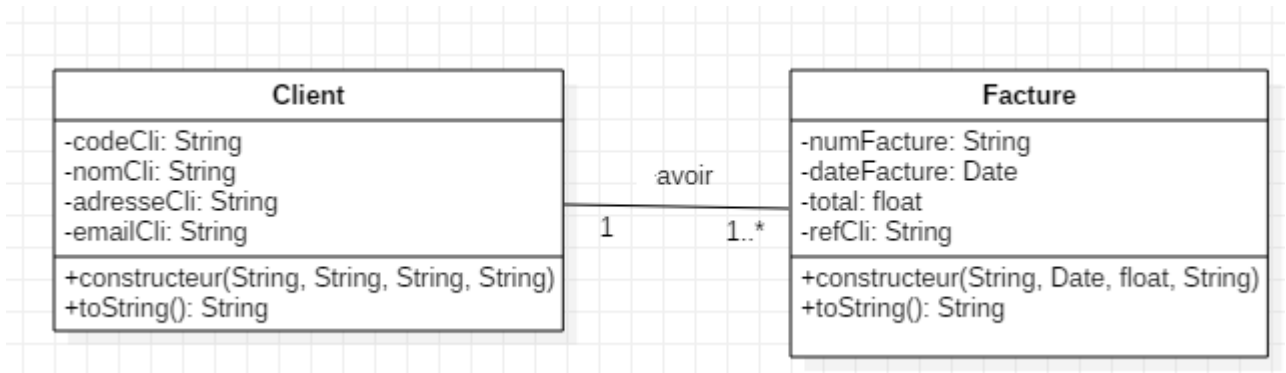 Client
-codeCli: String
-nomCli: String
-adresseCli: String
-emailCli: String
+constructeur(String, String, String, String)
+toString(): String
avoir
1
1..*
Facture
-numFacture: String
-dateFacture: Date
-total: float
-refCli: String
+constructeur(String, Date, float, String)
+toString(): String